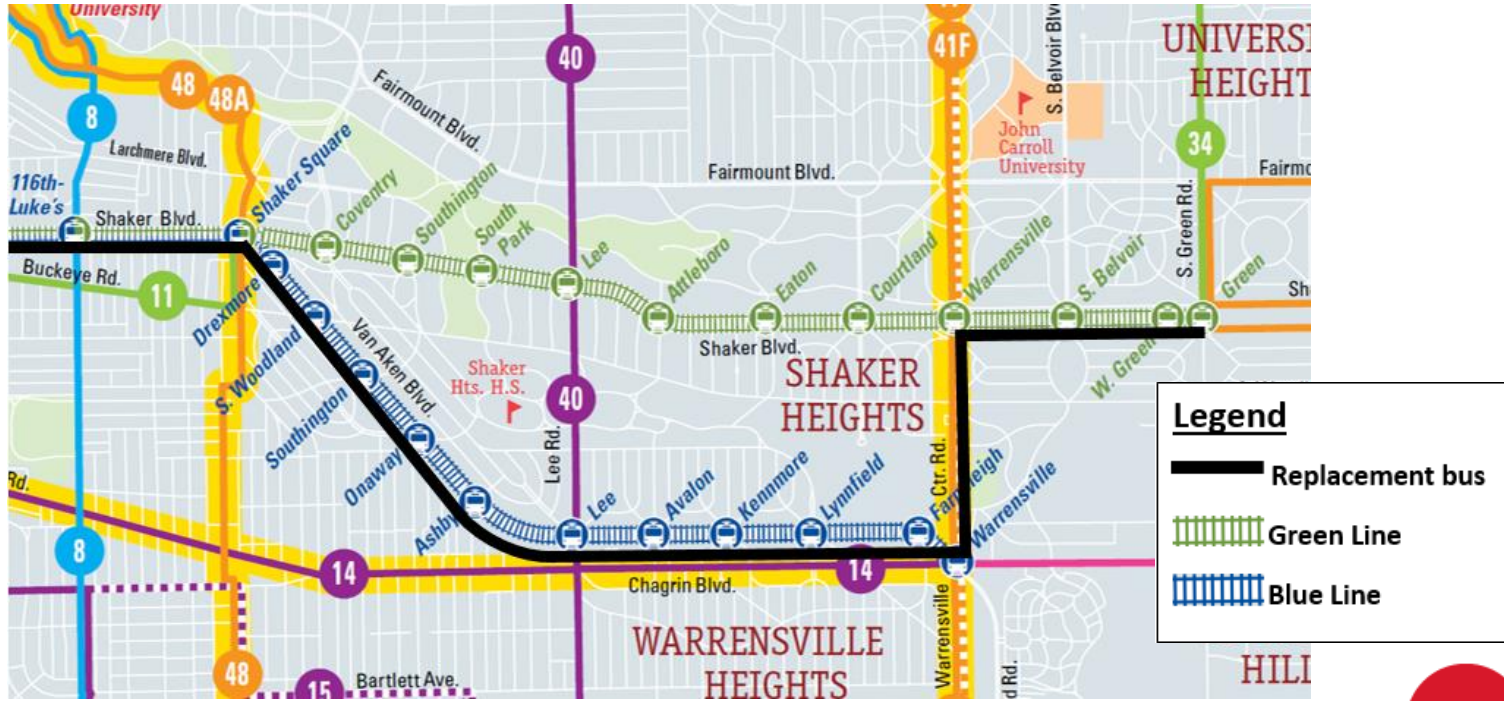 University
48
48A
8
Larchmere Blvd.
116th-
Luke's
Shaker Blvd.
Buckeye Rd.
11
Shaker Square
Fairmount Blvd.
40
Fairmount Blvd.
41F
S. Belvoir
John
Carroll
University
UNIVERSI
HEIGHT
34
S. Green Rd.
Coventry
Southington
South
Park
Lee
Attleboro
Eaton
Courtland
Warrensville
S. Belvoir
W. Green
Green
Shaker Blvd.
SHAKER
HEIGHTS
Drexmore
S. Woodland
Southington
Onaway
Ashby
Van Aken Blvd.
Shaker
Hts. H.S.
40
Lee Rd.
Lee
Avalon
Kennmore
Lynnfield
Warrensville
Ctr. Rd.
Warrensville
Rd.
8
14
14
Chagrin Blvd.
WARRENSVILLE
HEIGHTS
48
15
Bartlett Ave.
d Rd.
HILL
Legend
Replacement bus
Green Line
Blue Line